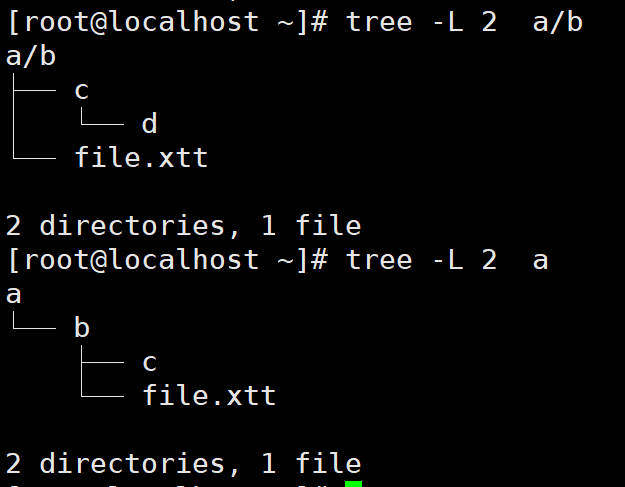 [root@localhost ~]# tree -L 2  a/b
a/b
├── c
│   └── d
└── file.xtt
2 directories, 1 file
[root@localhost ~]# tree -L 2  a
a
└── b
    ├── c
    └── file.xtt
2 directories, 1 file